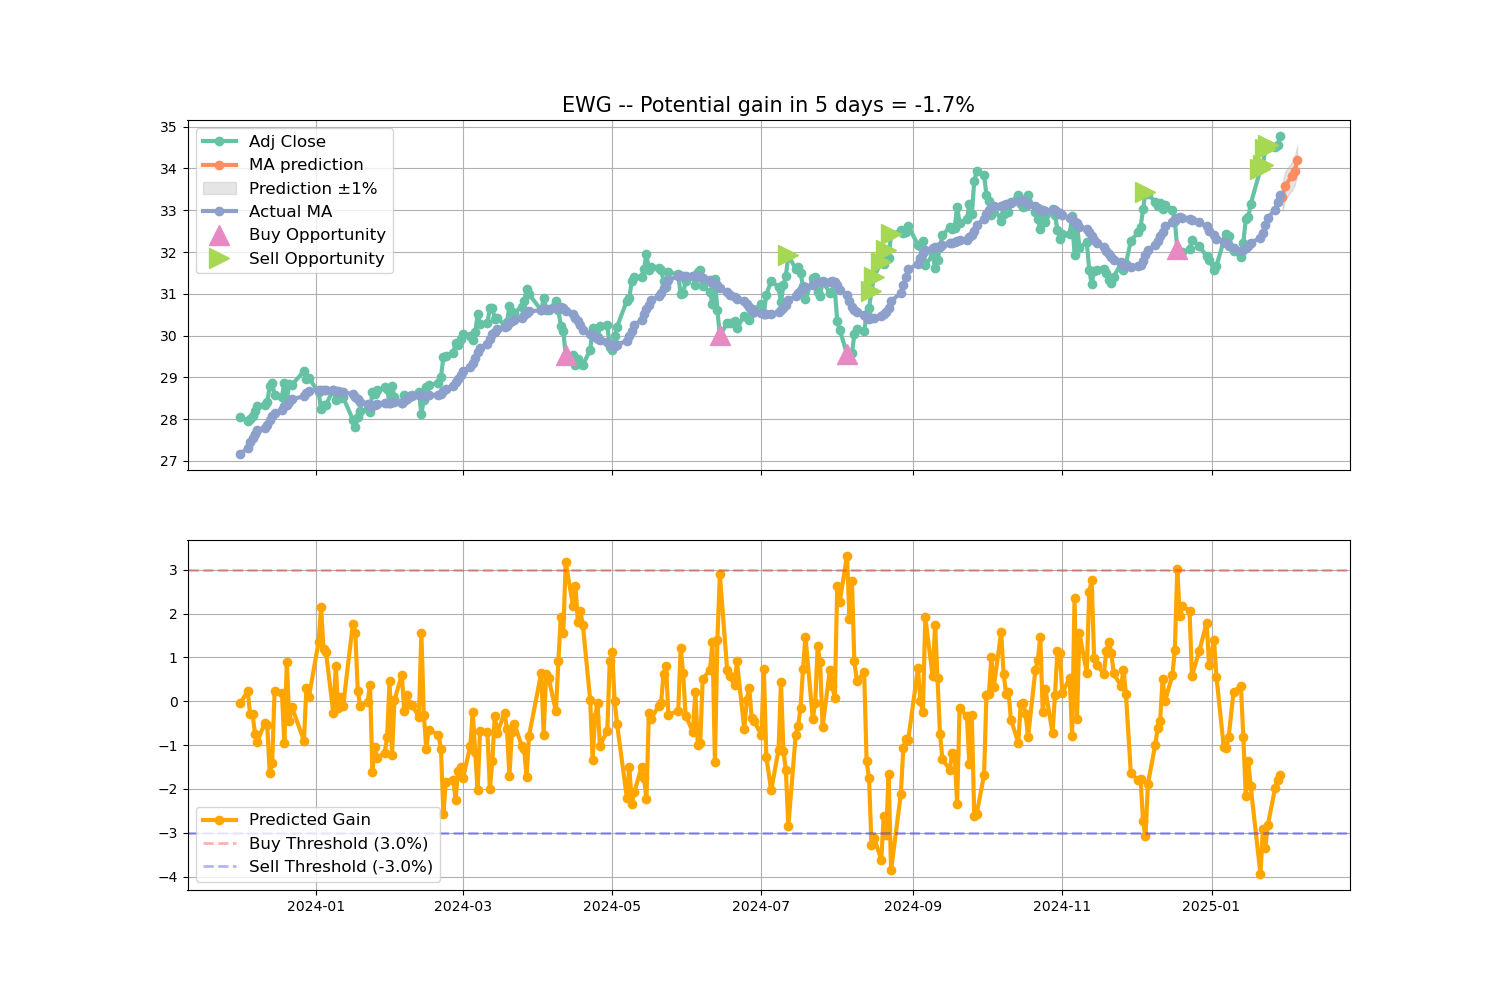 EWG -- Potential gain in 5 days = -1.7%
35
34
33
32
31
30
29
28
27
Adj Close
MA prediction
Prediction ±1%
Actual MA
Buy Opportunity
Sell Opportunity
3
2
1
0
−1
−2
−3
−4
Predicted Gain
Buy Threshold (3.0%)
Sell Threshold (-3.0%)
2024-01 2024-03 2024-05 2024-07 2024-09 2024-11 2025-01